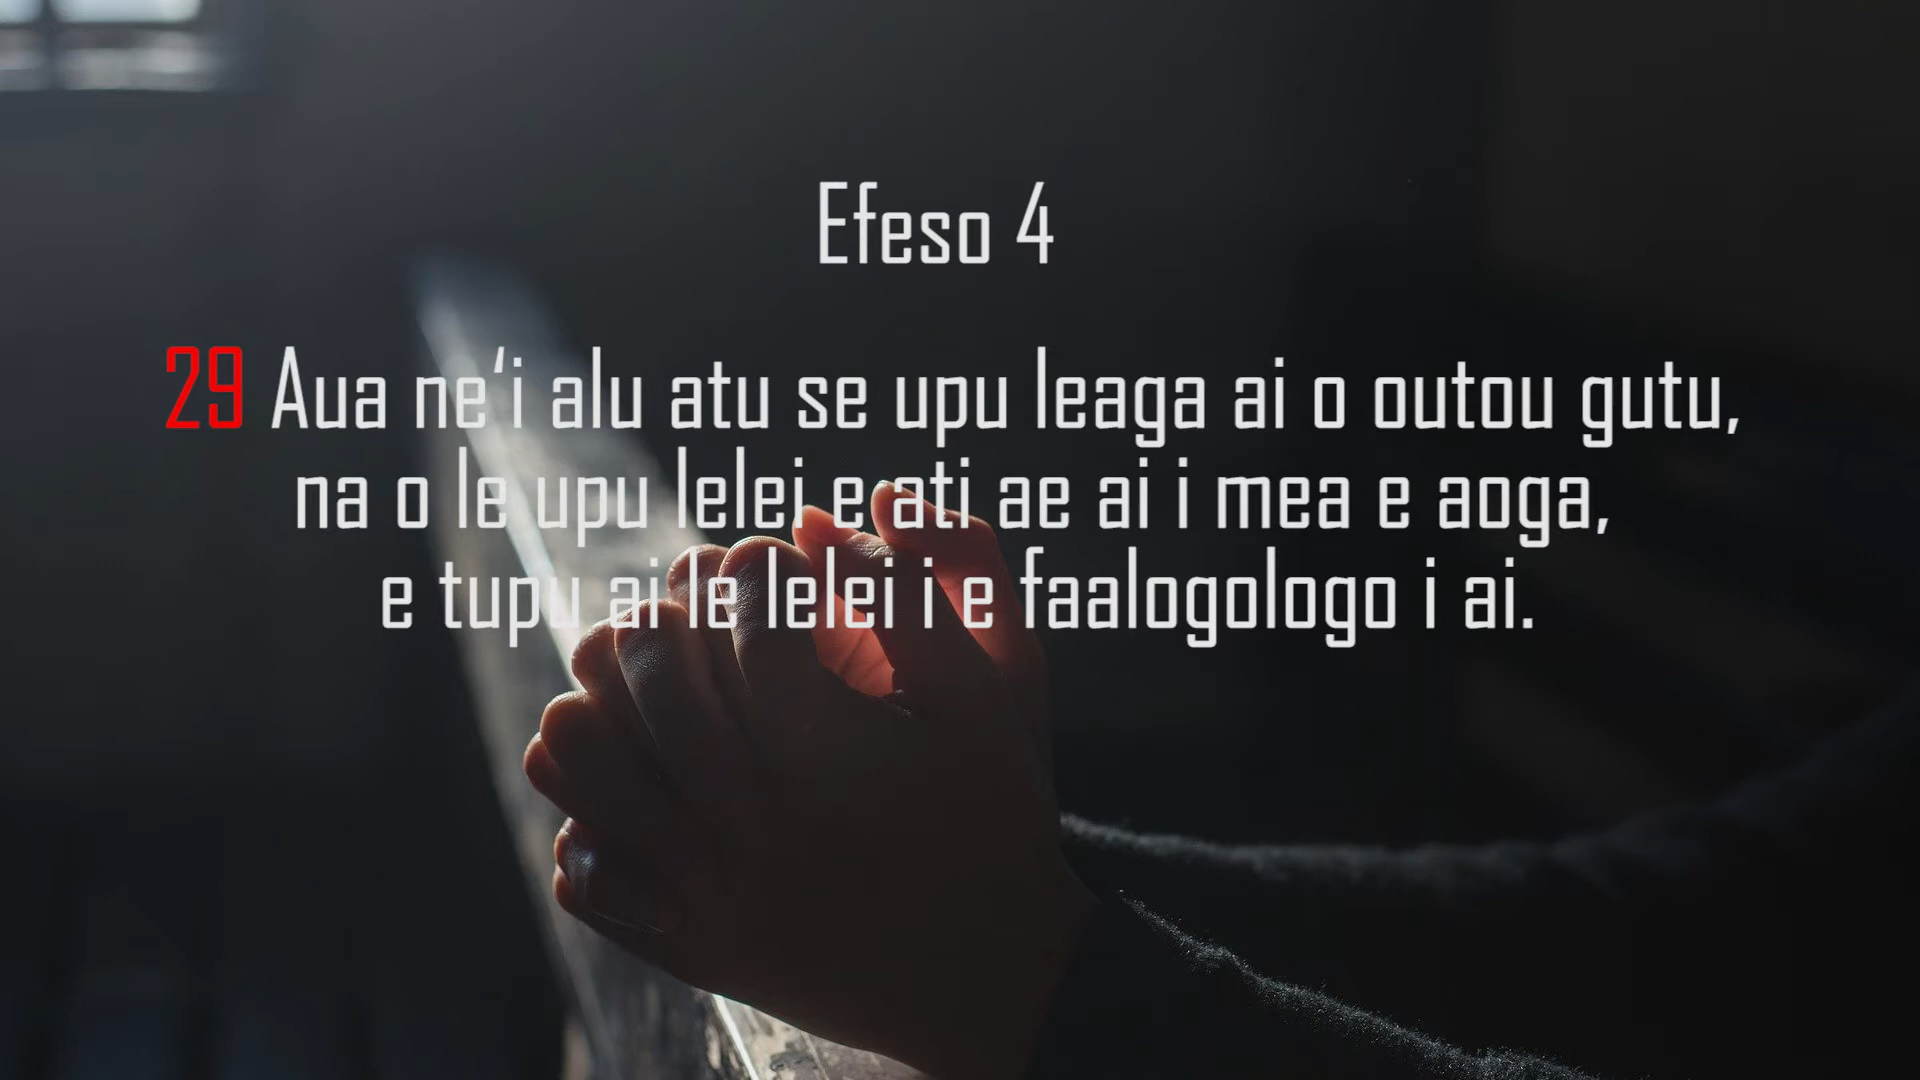 Efeso 4
29 Aua ne‘i alu atu se upu leaga ai o outou gutu,
na o le upu lelei e ati ae ai i mea e aoga,
e tupu ai le lelei i e faalogologo i ai.